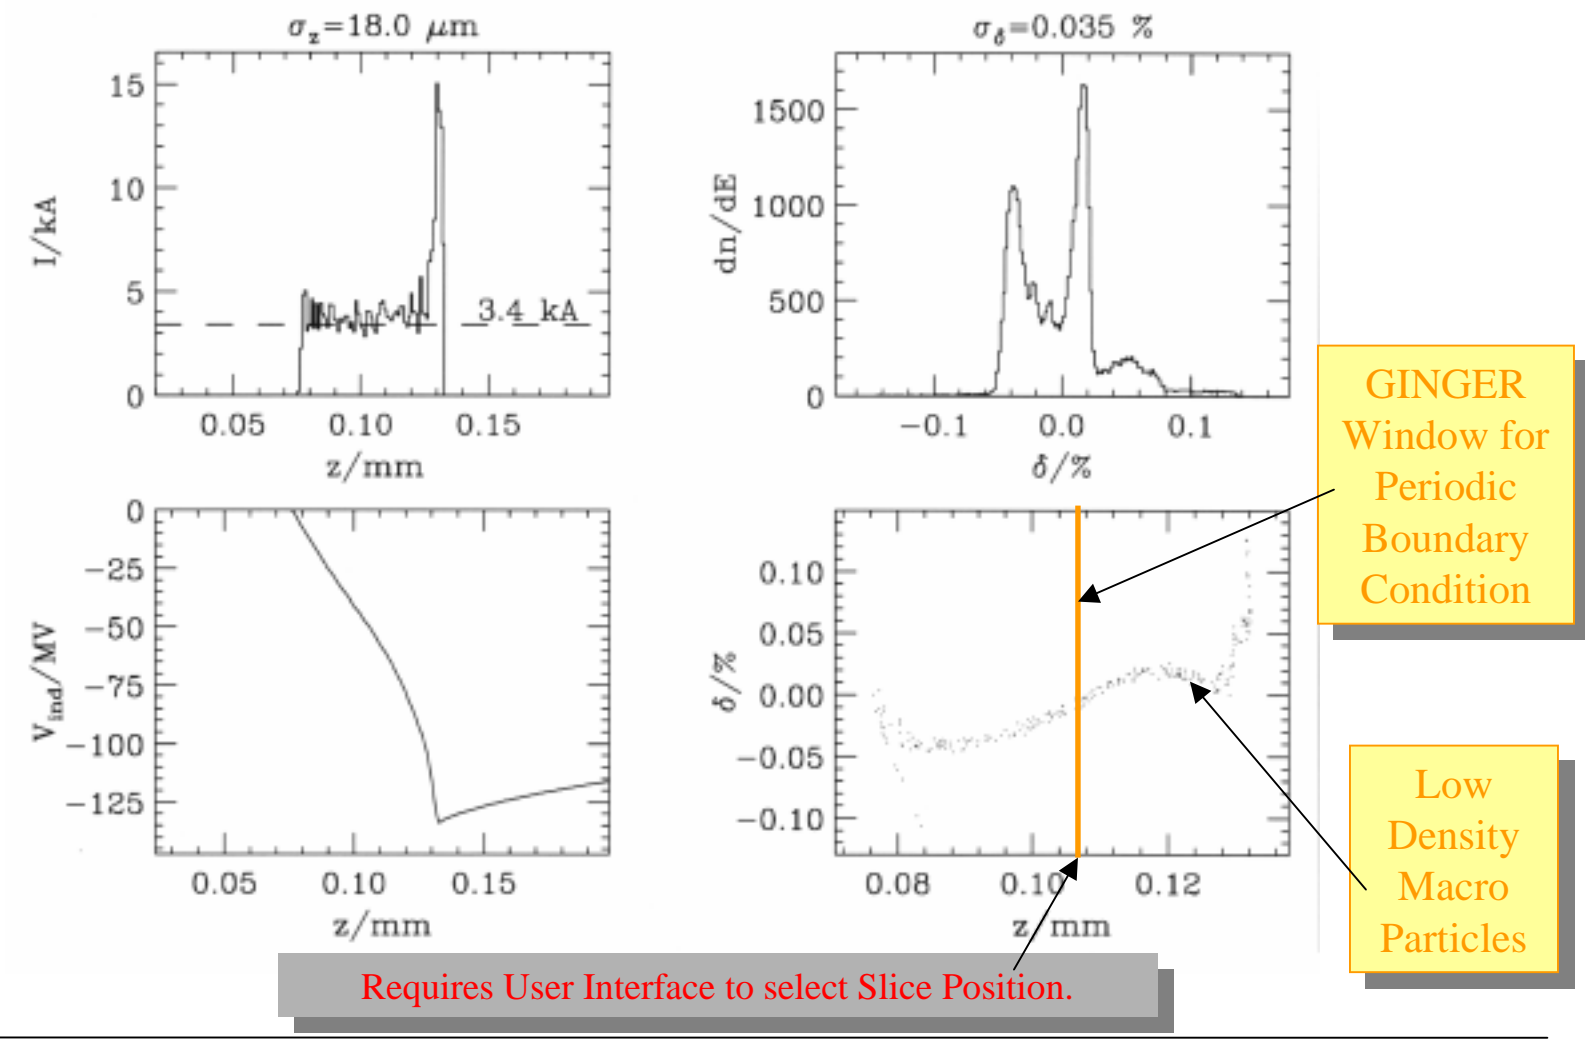 σz=18.0 μm
15
10
5
0
I/kA
3.4 kA
0.05 0.10 0.15
z/mm
σδ=0.035 %
1500
1000
500
0
dn/dE
−0.1 0.0 0.1
δ/%
0
−25
−50
−75
−100
−125
Vind/MV
0.05 0.10 0.15
z/mm
0.10
0.05
0.00
−0.05
−0.10
δ/%
0.08 0.10 0.12
z/mm
GINGER
Window for
Periodic
Boundary
Condition
Low
Density
Macro
Particles
Requires User Interface to select Slice Position.